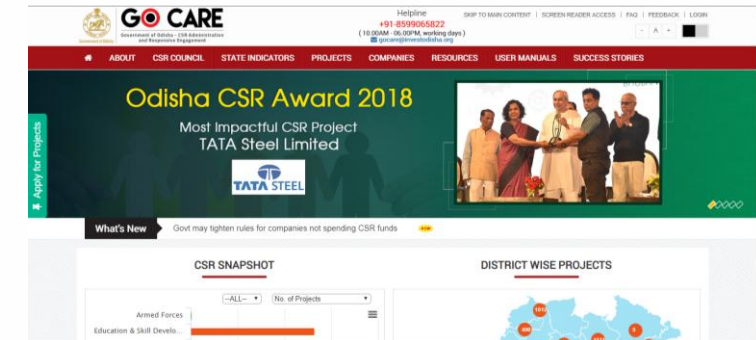 GO CARE
Government of Odisha - CSR Administration
and Responsive Engagement
Helpline
+91-8599065822
( 10:00AM - 06:00PM, working days )
gocare@investodisha.org
SKIP TO MAIN CONTENT | SCREEN READER ACCESS | FAQ | FEEDBACK | LOGIN
- A +
ABOUT CSR COUNCIL STATE INDICATORS PROJECTS COMPANIES RESOURCES USER MANUALS SUCCESS STORIES
Odisha CSR Award 2018
Most Impactful CSR Project
TATA Steel Limited
TATA STEEL
Apply for Projects
What's New
Govt may tighten rules for companies not spending CSR funds
CSR SNAPSHOT
DISTRICT WISE PROJECTS
--ALL--
No. of Projects
Armed Forces
Education & Skill Develo...